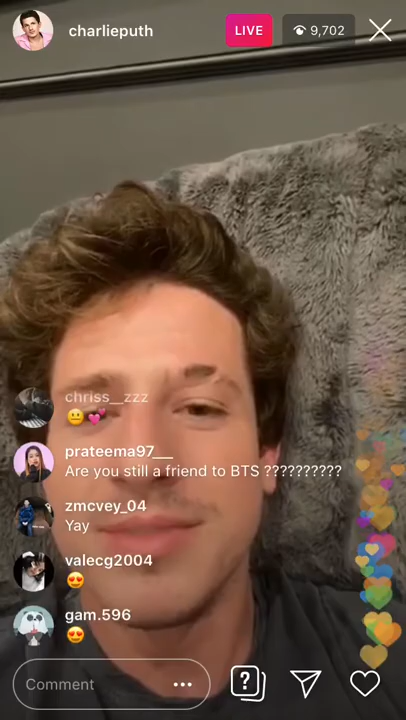 charlieputh
LIVE
9,702
chriss__zzz
😐💕
prateema97__
Are you still a friend to BTS ??????????
zmcvey_04
Yay
valecg2004
😍
gam.596
😍
Comment